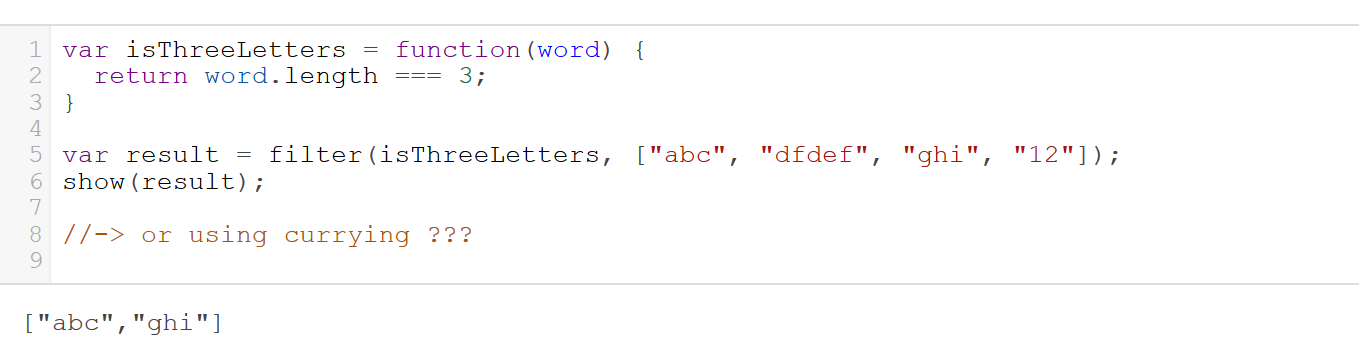 1 var isThreeLetters = function(word) {
2   return word.length === 3;
3 }
4
5 var result = filter(isThreeLetters, ["abc", "dfdef", "ghi", "12"]);
6 show(result);
7
8 //-> or using currying ???
9
["abc","ghi"]